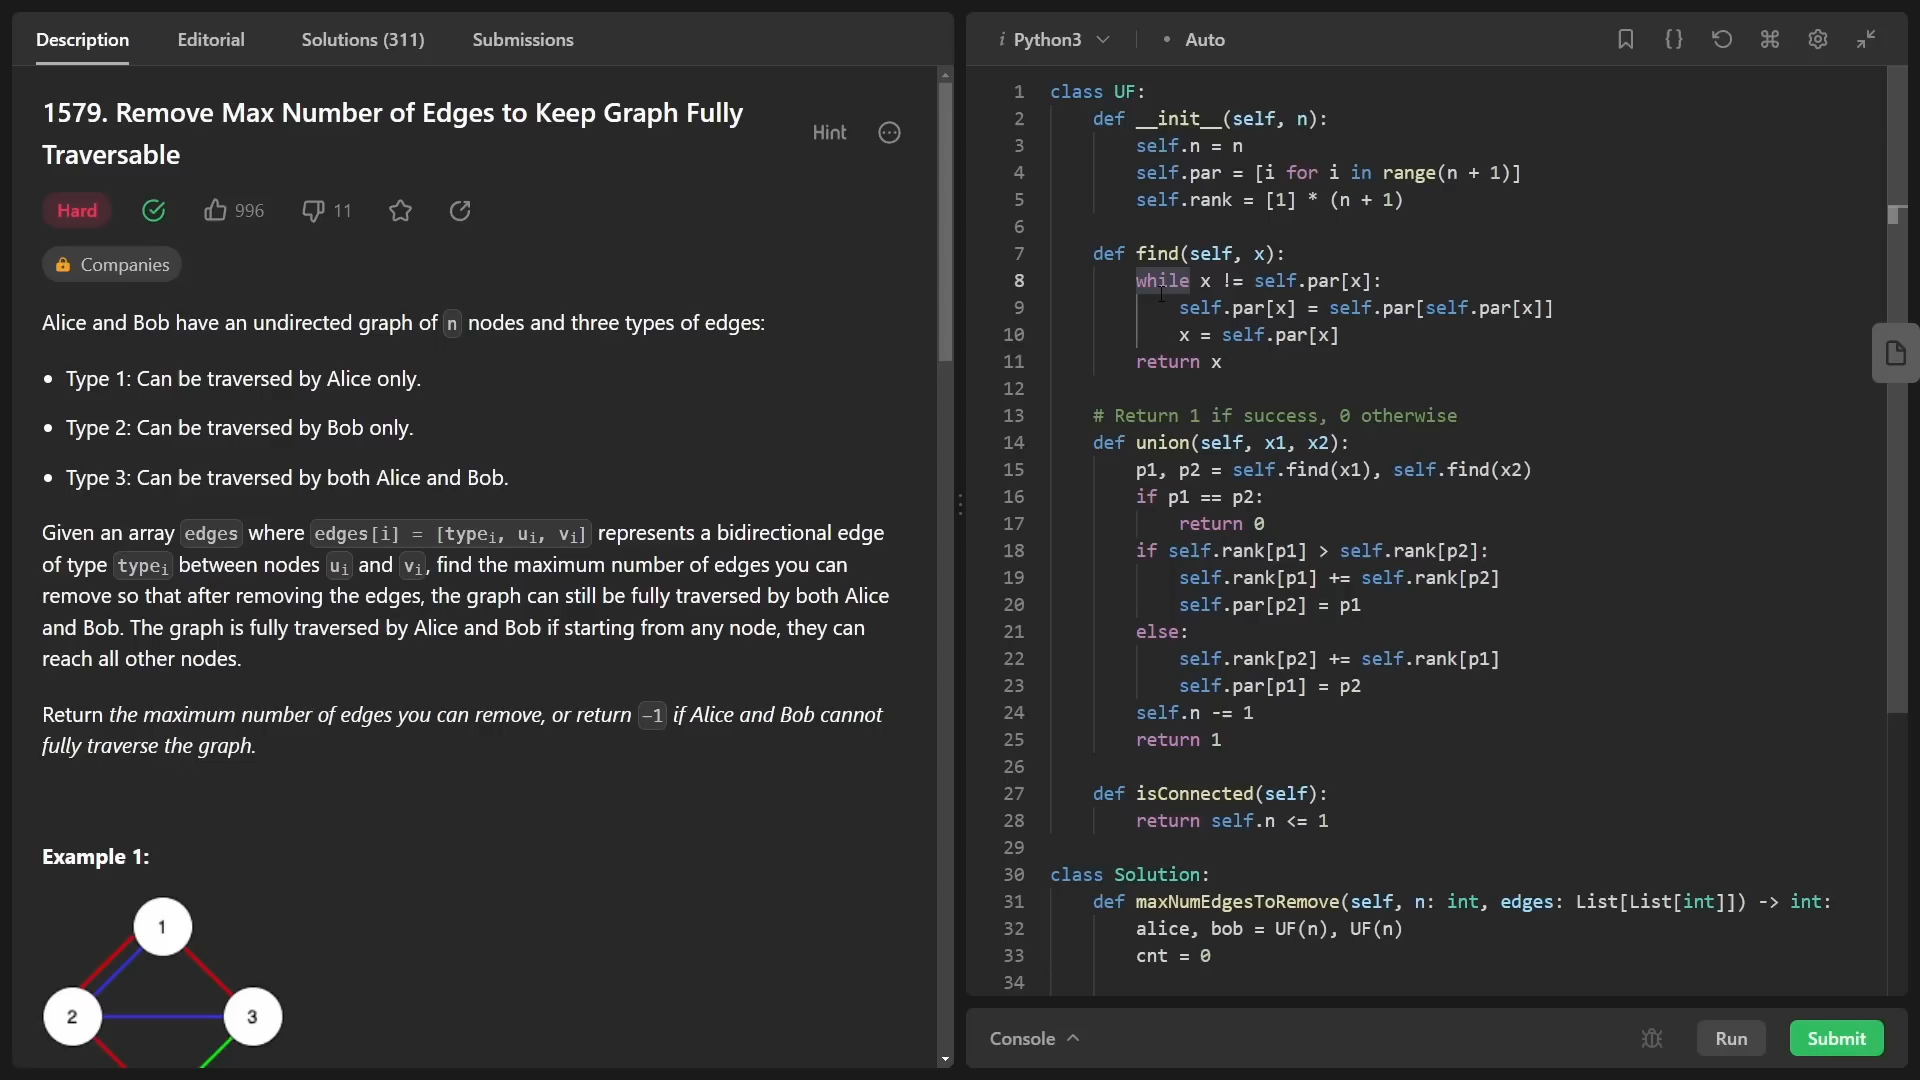 Description Editorial Solutions (311) Submissions
1579. Remove Max Number of Edges to Keep Graph Fully
Traversable
Hint
Hard 996 11
Companies
Alice and Bob have an undirected graph of n nodes and three types of edges:
• Type 1: Can be traversed by Alice only.
• Type 2: Can be traversed by Bob only.
• Type 3: Can be traversed by both Alice and Bob.
Given an array edges where edges[i] = [typeᵢ, uᵢ, vᵢ] represents a bidirectional edge
of type typeᵢ between nodes uᵢ and vᵢ, find the maximum number of edges you can
remove so that after removing the edges, the graph can still be fully traversed by both Alice
and Bob. The graph is fully traversed by Alice and Bob if starting from any node, they can
reach all other nodes.
Return the maximum number of edges you can remove, or return -1 if Alice and Bob cannot
fully traverse the graph.
Example 1:
1
2 3
i Python3 • Auto
1 class UF:
2     def __init__(self, n):
3         self.n = n
4         self.par = [i for i in range(n + 1)]
5         self.rank = [1] * (n + 1)
6
7     def find(self, x):
8         while x != self.par[x]:
9             self.par[x] = self.par[self.par[x]]
10             x = self.par[x]
11         return x
12
13     # Return 1 if success, 0 otherwise
14     def union(self, x1, x2):
15         p1, p2 = self.find(x1), self.find(x2)
16         if p1 == p2:
17             return 0
18         if self.rank[p1] > self.rank[p2]:
19             self.rank[p1] += self.rank[p2]
20             self.par[p2] = p1
21         else:
22             self.rank[p2] += self.rank[p1]
23             self.par[p1] = p2
24         self.n -= 1
25         return 1
26
27     def isConnected(self):
28         return self.n <= 1
29
30 class Solution:
31     def maxNumEdgesToRemove(self, n: int, edges: List[List[int]]) -> int:
32         alice, bob = UF(n), UF(n)
33         cnt = 0
34
Console Run Submit